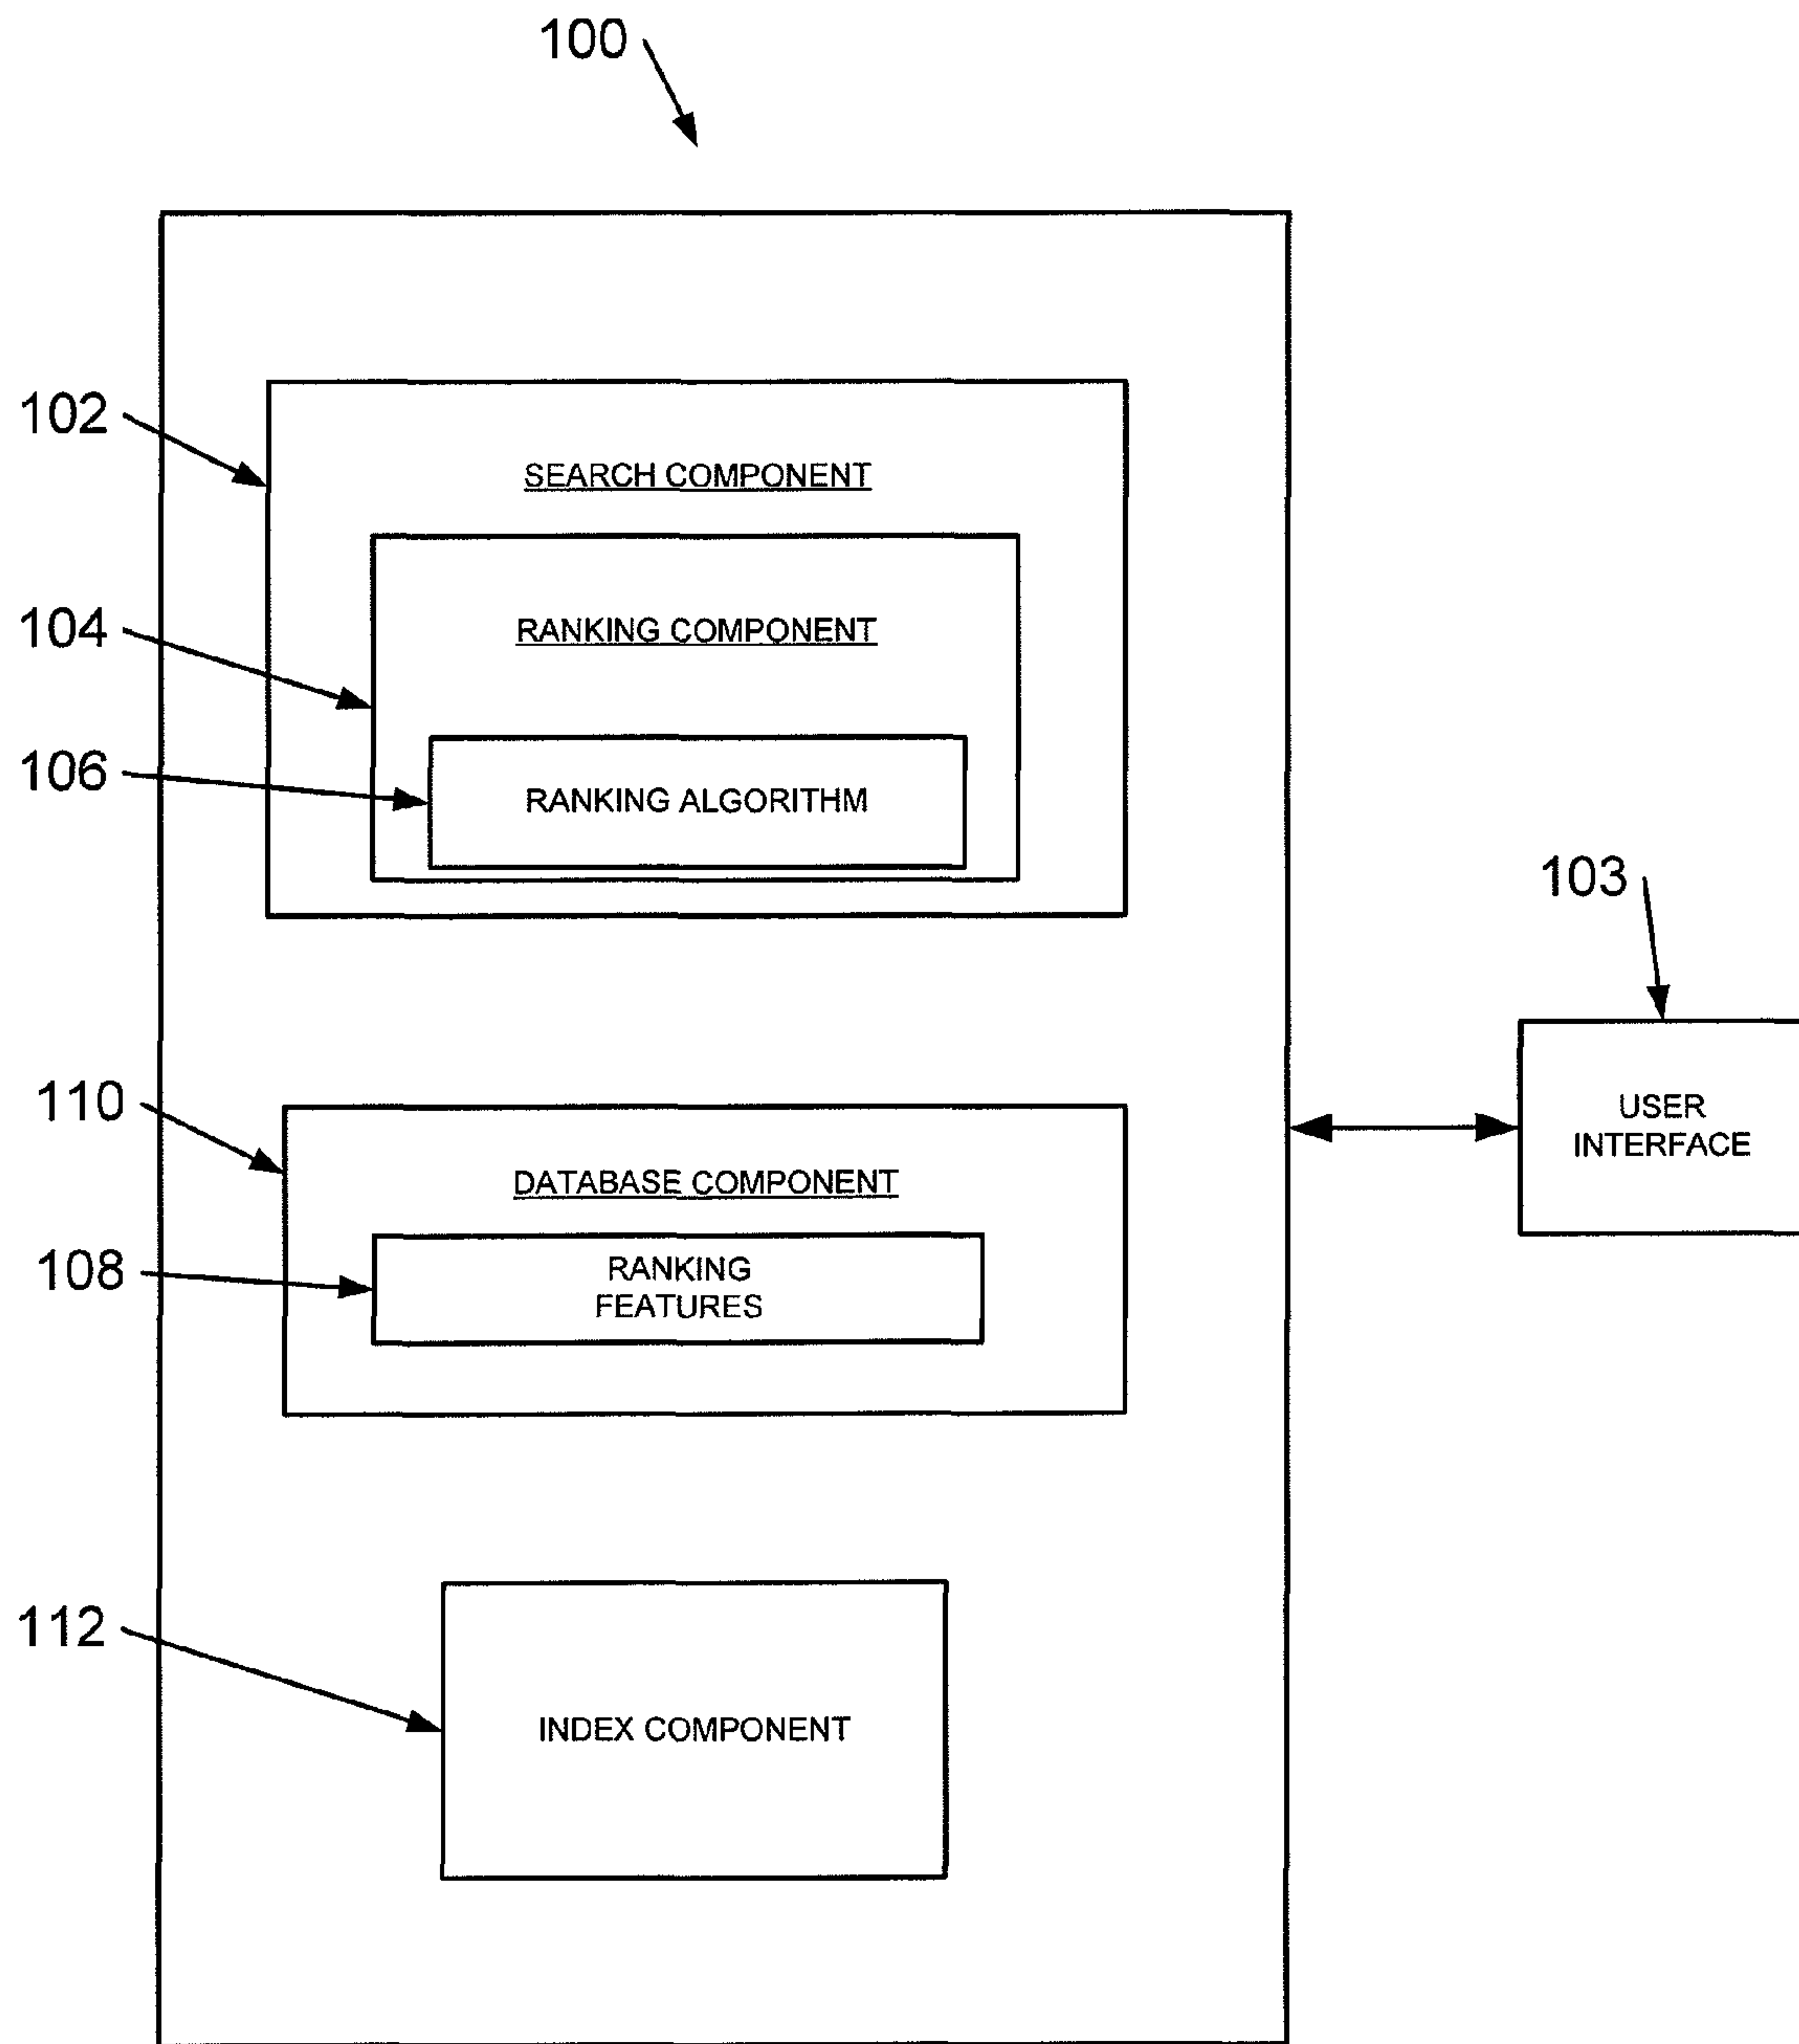 100
102
SEARCH COMPONENT
104
RANKING COMPONENT
106
RANKING ALGORITHM
103
110
USER
INTERFACE
DATABASE COMPONENT
108
RANKING
FEATURES
112
INDEX COMPONENT